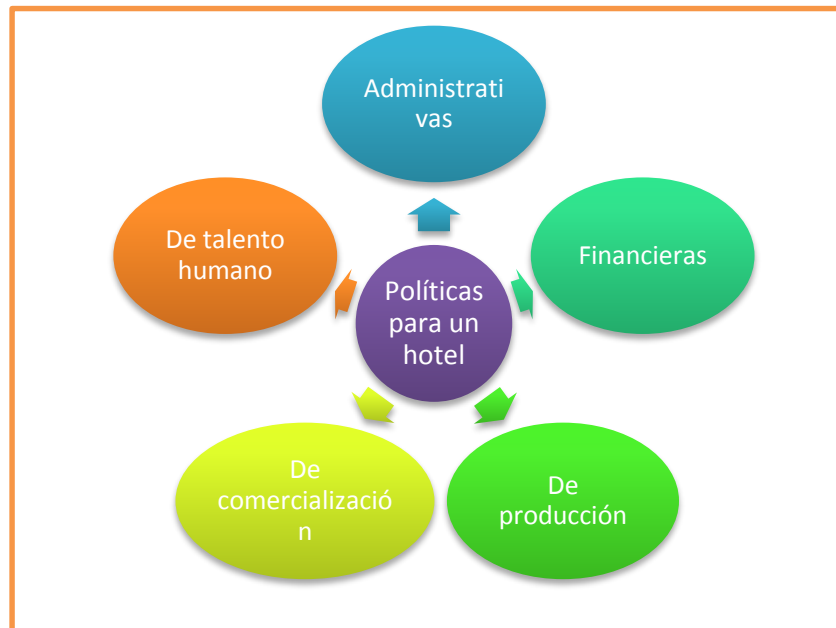 Administrati
vas
De talento
humano
Financieras
Políticas
para un
hotel
De
comercializació
n
De
producción